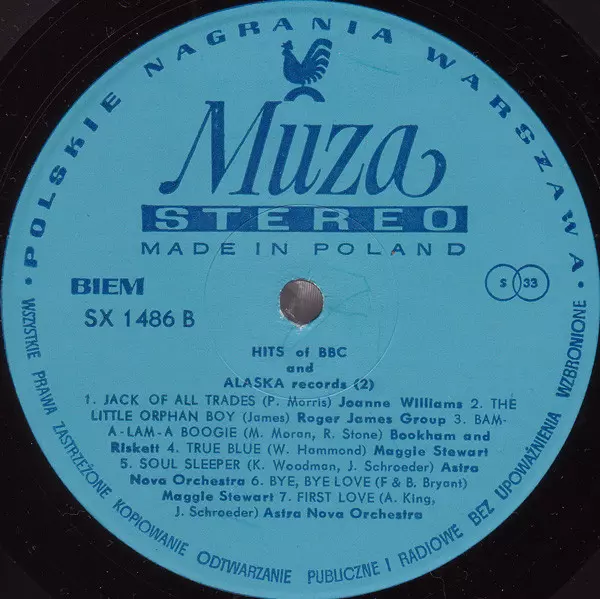 • POLSKIE NAGRANIA WARSZAWA •
Muza
STEREO
MADE IN POLAND
BIEM
SX 1486 B
S 33
HITS of BBC
and
ALASKA records (2)
1. JACK OF ALL TRADES (P. Morris) Joanne Williams 2. THE
LITTLE ORPHAN BOY (James) Roger James Group 3. BAM-
A-LAM-A BOOGIE (M. Moran, R. Stone) Bookham and
Riskett 4. TRUE BLUE (W. Hammond) Maggie Stewart
5. SOUL SLEEPER (K. Woodman, J. Schroeder) Astra
Nova Orchestra 6. BYE, BYE LOVE (F & B. Bryant)
Maggie Stewart 7. FIRST LOVE (A. King,
J. Schroeder) Astra Nova Orchestra
WSZYSTKIE PRAWA ZASTRZEŻONE KOPIOWANIE ODTWARZANIE PUBLICZNE I RADIOWE BEZ UPOWAŻNIENIA WZBRONIONE